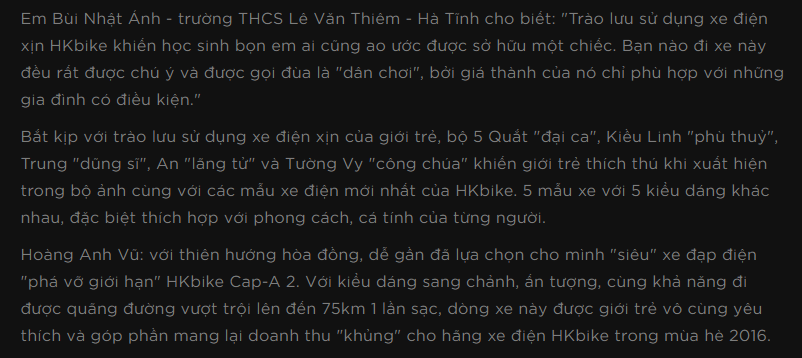 Em Bùi Nhật Ánh - trường THCS Lê Văn Thiêm - Hà Tĩnh cho biết: "Trào lưu sử dụng xe điện
xịn HKbike khiến học sinh bọn em ai cũng ao ước được sở hữu một chiếc. Bạn nào đi xe này
đều rất được chú ý và được gọi đùa là "dân chơi", bởi giá thành của nó chỉ phù hợp với những
gia đình có điều kiện."
Bắt kịp với trào lưu sử dụng xe điện xịn của giới trẻ, bộ 5 Quất "đại ca", Kiều Linh "phù thuỷ",
Trung "dũng sĩ", An "lãng tử" và Tường Vy "công chúa" khiến giới trẻ thích thú khi xuất hiện
trong bộ ảnh cùng với các mẫu xe điện mới nhất của HKbike. 5 mẫu xe với 5 kiểu dáng khác
nhau, đặc biệt thích hợp với phong cách, cá tính của từng người.
Hoàng Anh Vũ: với thiên hướng hòa đồng, dễ gần đã lựa chọn cho mình "siêu" xe đạp điện
"phá vỡ giới hạn" HKbike Cap-A 2. Với kiểu dáng sang chảnh, ấn tượng, cùng khả năng đi
được quãng đường vượt trội lên đến 75km 1 lần sạc, dòng xe này được giới trẻ vô cùng yêu
thích và góp phần mang lại doanh thu "khủng" cho hãng xe điện HKbike trong mùa hè 2016.